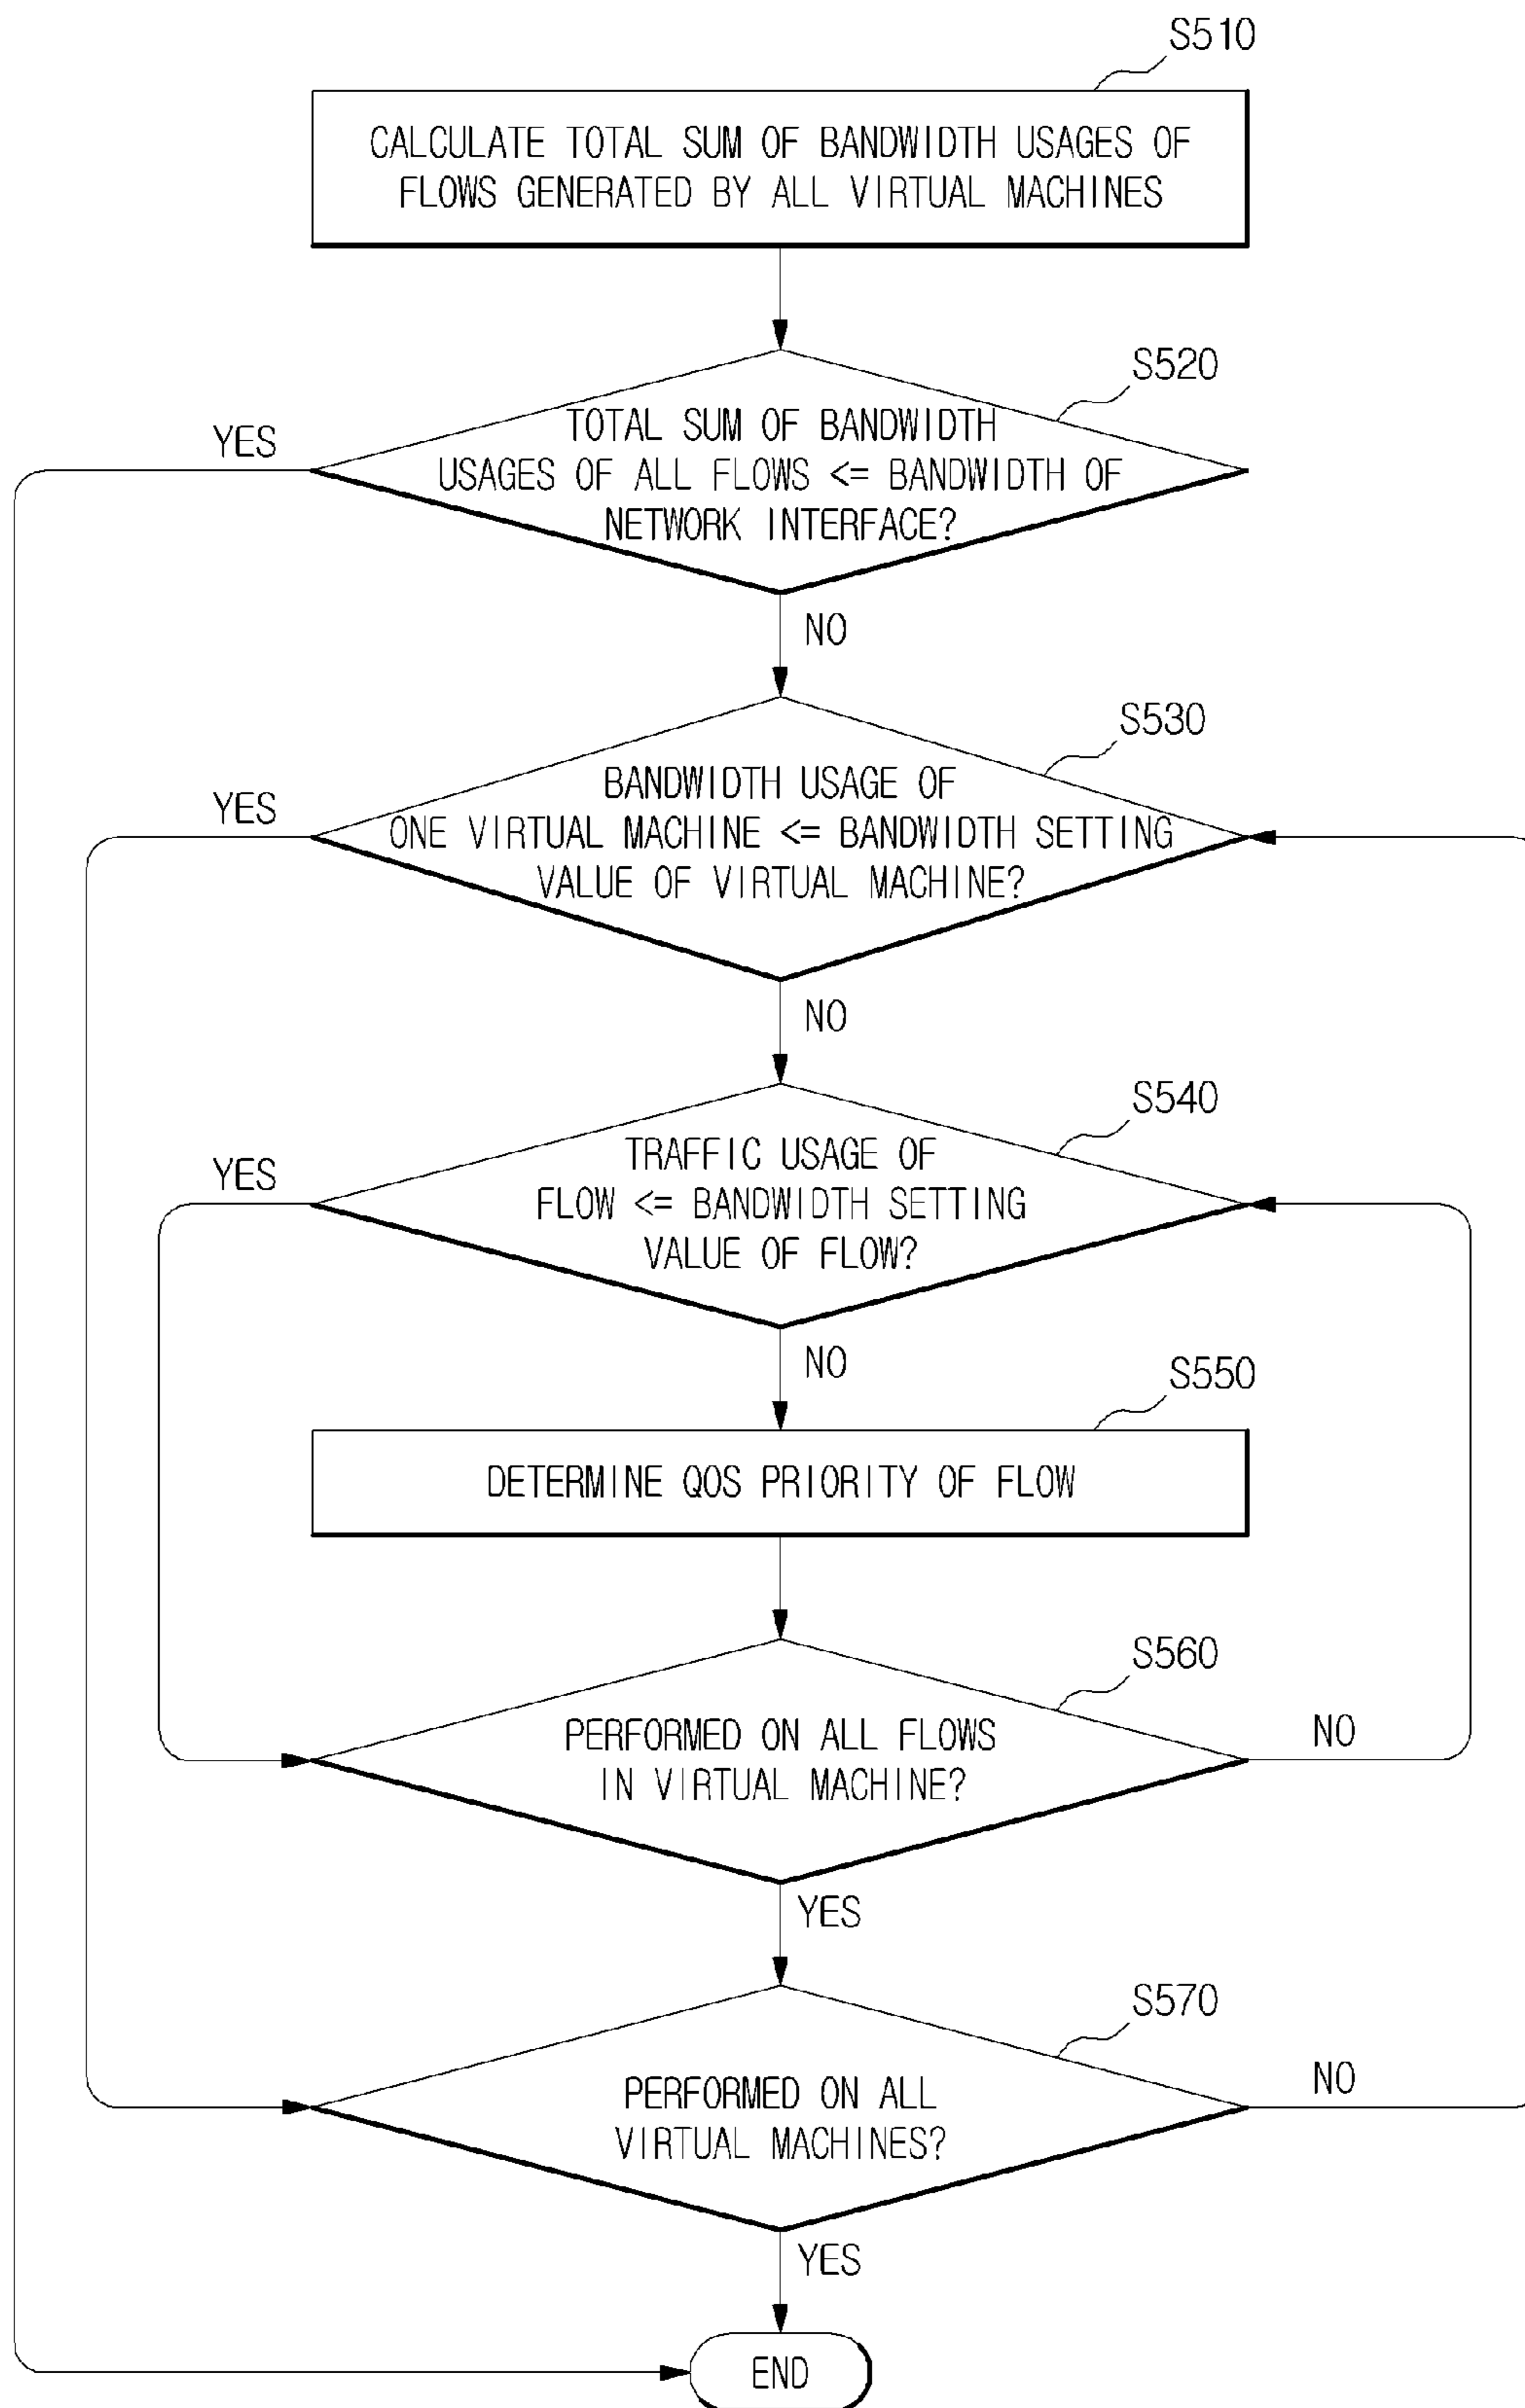 S510
CALCULATE TOTAL SUM OF BANDWIDTH USAGES OF
FLOWS GENERATED BY ALL VIRTUAL MACHINES
S520
TOTAL SUM OF BANDWIDTH
USAGES OF ALL FLOWS <= BANDWIDTH OF
NETWORK INTERFACE?
YES
NO
S530
BANDWIDTH USAGE OF
ONE VIRTUAL MACHINE <= BANDWIDTH SETTING
VALUE OF VIRTUAL MACHINE?
YES
NO
S540
TRAFFIC USAGE OF
FLOW <= BANDWIDTH SETTING
VALUE OF FLOW?
YES
NO
S550
DETERMINE QOS PRIORITY OF FLOW
S560
PERFORMED ON ALL FLOWS
IN VIRTUAL MACHINE?
NO
YES
S570
PERFORMED ON ALL
VIRTUAL MACHINES?
NO
YES
END